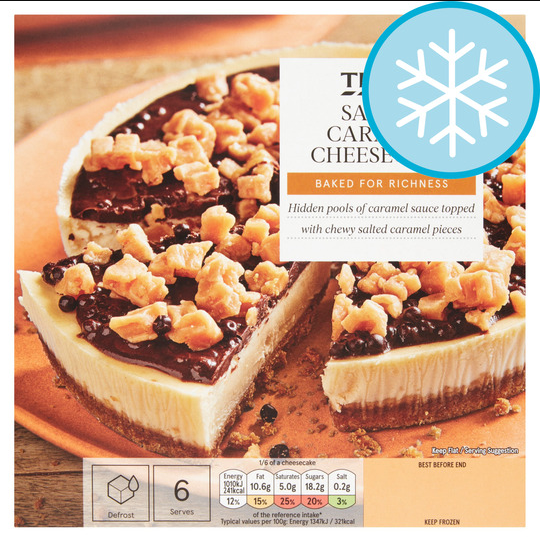 BAKED FOR RICHNESS
Hidden pools of caramel sauce topped
with chewy salted caramel pieces
Keep Flat / Serving Suggestion
BEST BEFORE END
KEEP FROZEN
Defrost
6
Serves
1/6 of a cheesecake
Energy Fat Saturates Sugars Salt
1010kJ 10.6g 5.0g 18.2g 0.2g
241kcal
12% 15% 25% 20% 3%
of the reference intake*
Typical values per 100g: Energy 1347kJ / 321kcal